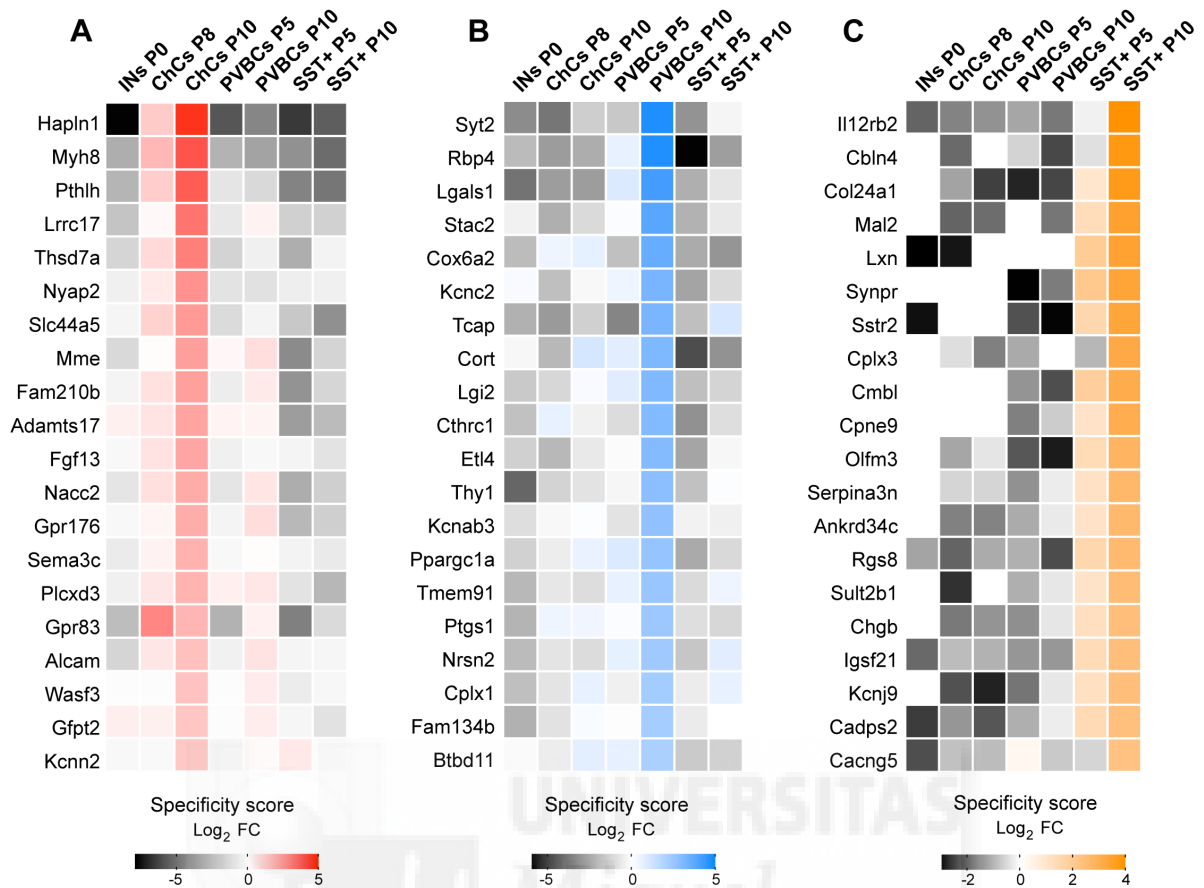 A
INs P0
ChCs P8
ChCs P10
PVBCs P5
PVBCs P10
SST+ P5
SST+ P10
Hapln1
Myh8
Pthlh
Lrrc17
Thsd7a
Nyap2
Slc44a5
Mme
Fam210b
Adamts17
Fgf13
Nacc2
Gpr176
Sema3c
Plcxd3
Gpr83
Alcam
Wasf3
Gfpt2
Kcnn2
Specificity score
Log2 FC
-5 0 5
B
INs P0
ChCs P8
ChCs P10
PVBCs P5
PVBCs P10
SST+ P5
SST+ P10
Syt2
Rbp4
Lgals1
Stac2
Cox6a2
Kcnc2
Tcap
Cort
Lgi2
Cthrc1
Etl4
Thy1
Kcnab3
Ppargc1a
Tmem91
Ptgs1
Nrsn2
Cplx1
Fam134b
Btbd11
Specificity score
Log2 FC
-5 0 5
C
INs P0
ChCs P8
ChCs P10
PVBCs P5
PVBCs P10
SST+ P5
SST+ P10
Il12rb2
Cbln4
Col24a1
Mal2
Lxn
Synpr
Sstr2
Cplx3
Cmbl
Cpne9
Olfm3
Serpina3n
Ankrd34c
Rgs8
Sult2b1
Chgb
Igsf21
Kcnj9
Cadps2
Cacng5
Specificity score
Log2 FC
-2 0 2 4
UNIVERSITAS